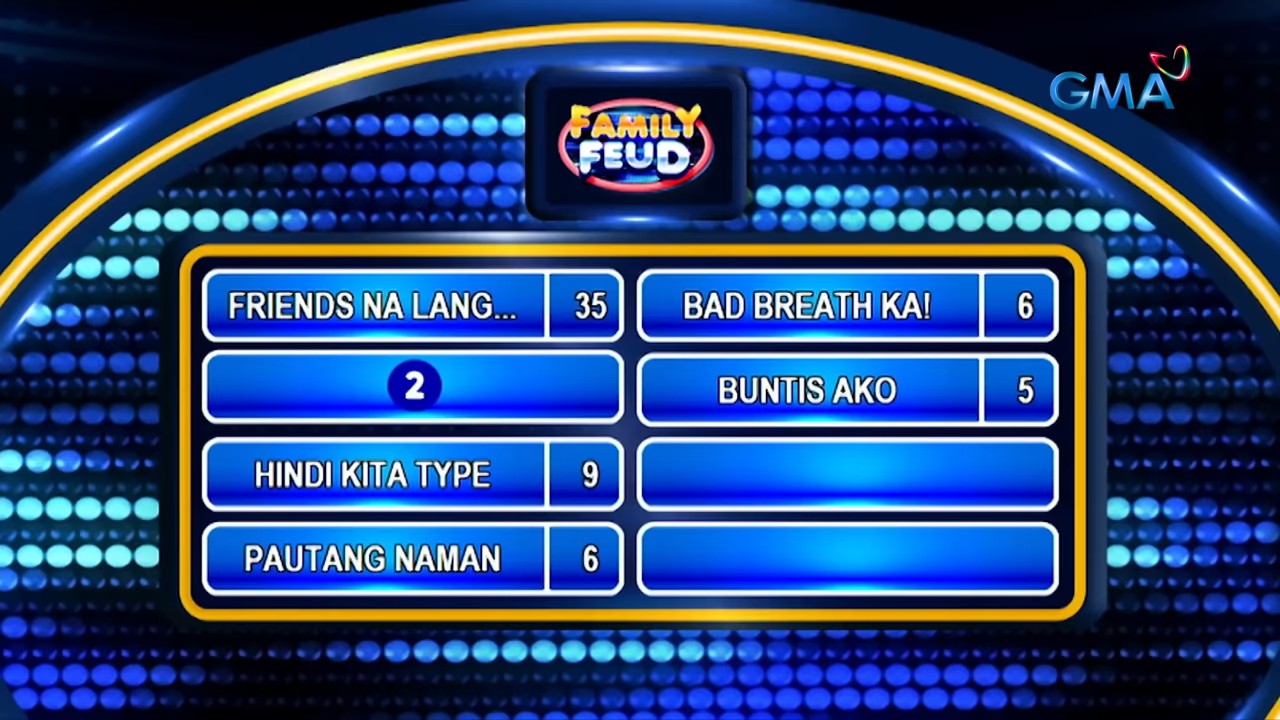 GMA
FAMILY
FEUD
FRIENDS NA LANG... 35
2
HINDI KITA TYPE 9
PAUTANG NAMAN 6
BAD BREATH KA! 6
BUNTIS AKO 5